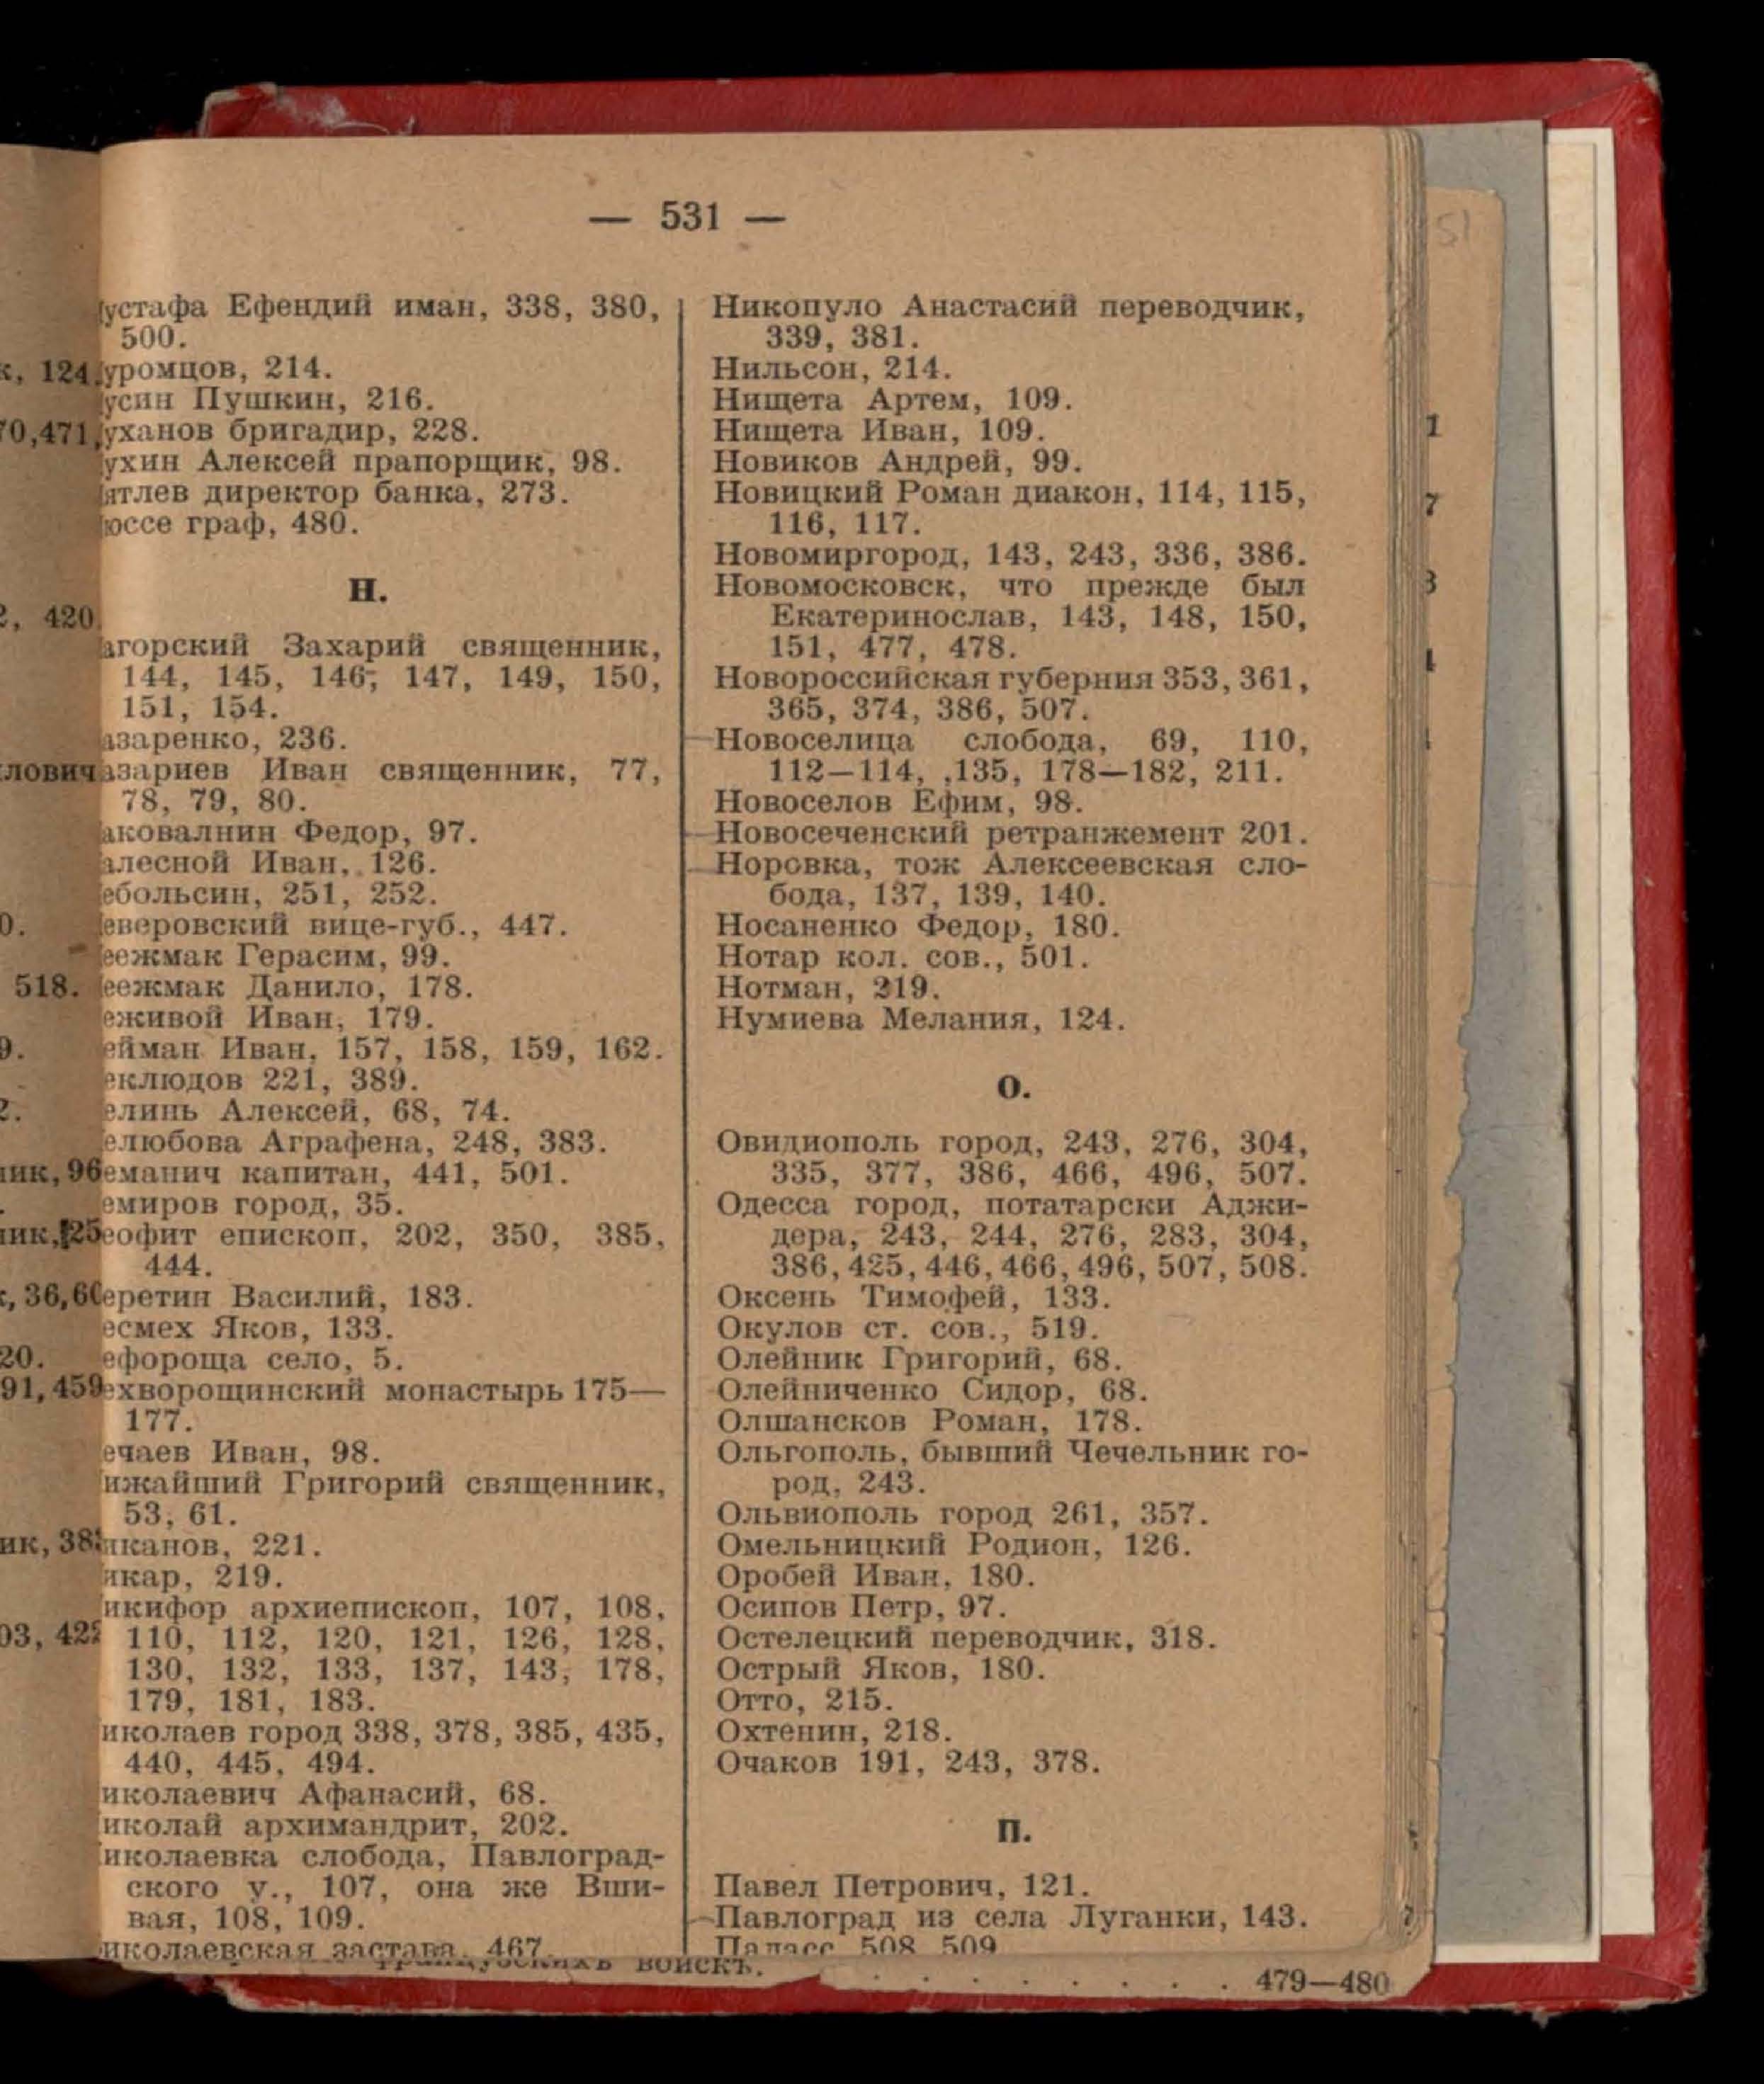 — 531 —
устафа Ефендий иман, 338, 380,
500.
уромцов, 214.
усин Пушкин, 216.
уханов бригадир, 228.
ухин Алексей прапорщик, 98.
ятлев директор банка, 273.
юссе граф, 480.
Н.
агорский Захарий священник,
144, 145, 146, 147, 149, 150,
151, 154.
азаренко, 236.
азариев Иван священник, 77,
78, 79, 80.
аковалнин Федор, 97.
алесной Иван, 126.
ебольсин, 251, 252.
еверовский вице-губ., 447.
еежмак Герасим, 99.
еежмак Данило, 178.
еживой Иван, 179.
ейман Иван, 157, 158, 159, 162.
еклюдов 221, 389.
елинь Алексей, 68, 74.
елюбова Аграфена, 248, 383.
еманич капитан, 441, 501.
емиров город, 35.
еофит епископ, 202, 350, 385,
444.
еретин Василий, 183.
есмех Яков, 133.
ефороща село, 5.
ехворощинский монастырь 175—
177.
ечаев Иван, 98.
ижайший Григорий священник,
53, 61.
иканов, 221.
икар, 219.
икифор архиепископ, 107, 108,
110, 112, 120, 121, 126, 128,
130, 132, 133, 137, 143, 178,
179, 181, 183.
иколаев город 338, 378, 385, 435,
440, 445, 494.
иколаевич Афанасий, 68.
иколай архимандрит, 202.
иколаевка слобода, Павлоград-
ского у., 107, она же Вши-
вая, 108, 109.
иколаевская застава, 467.
Никопуло Анастасий переводчик,
339, 381.
Нильсон, 214.
Нищета Артем, 109.
Нищета Иван, 109.
Новиков Андрей, 99.
Новицкий Роман диакон, 114, 115,
116, 117.
Новомиргород, 143, 243, 336, 386.
Новомосковск, что прежде был
Екатеринослав, 143, 148, 150,
151, 477, 478.
Новороссийская губерния 353, 361,
365, 374, 386, 507.
Новоселица слобода, 69, 110,
112—114, ,135, 178—182, 211.
Новоселов Ефим, 98.
Новосеченский ретранжемент 201.
Норовка, тож Алексеевская сло-
бода, 137, 139, 140.
Носаненко Федор, 180.
Нотар кол. сов., 501.
Нотман, 219.
Нумиева Мелания, 124.
О.
Овидиополь город, 243, 276, 304,
335, 377, 386, 466, 496, 507.
Одесса город, потатарски Аджи-
дера, 243, 244, 276, 283, 304,
386, 425, 446, 466, 496, 507, 508.
Оксень Тимофей, 133.
Окулов ст. сов., 519.
Олейник Григорий, 68.
Олейниченко Сидор, 68.
Олшансков Роман, 178.
Ольгополь, бывший Чечельник го-
род, 243.
Ольвиополь город 261, 357.
Омельницкий Родион, 126.
Оробей Иван, 180.
Осипов Петр, 97.
Остелецкий переводчик, 318.
Острый Яков, 180.
Отто, 215.
Охтенин, 218.
Очаков 191, 243, 378.
П.
Павел Петрович, 121.
Павлоград из села Луганки, 143.
Паласс 508, 509
войскъ.
479—480